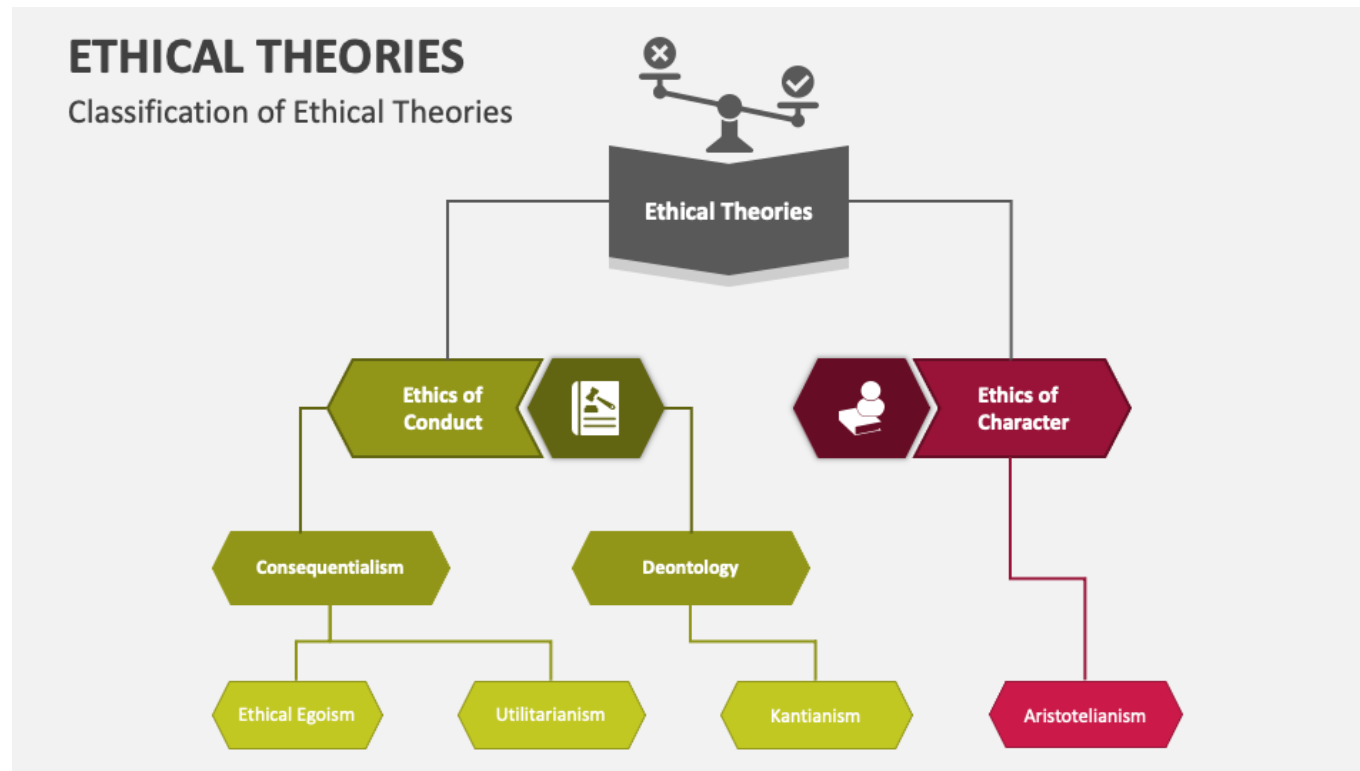 ETHICAL THEORIES
Classification of Ethical Theories
Ethical Theories
Ethics of
Conduct
Ethics of
Character
Consequentialism
Deontology
Ethical Egoism
Utilitarianism
Kantianism
Aristotelianism